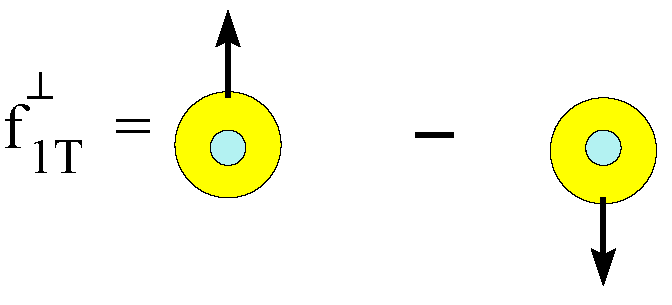 f⊥1T = −